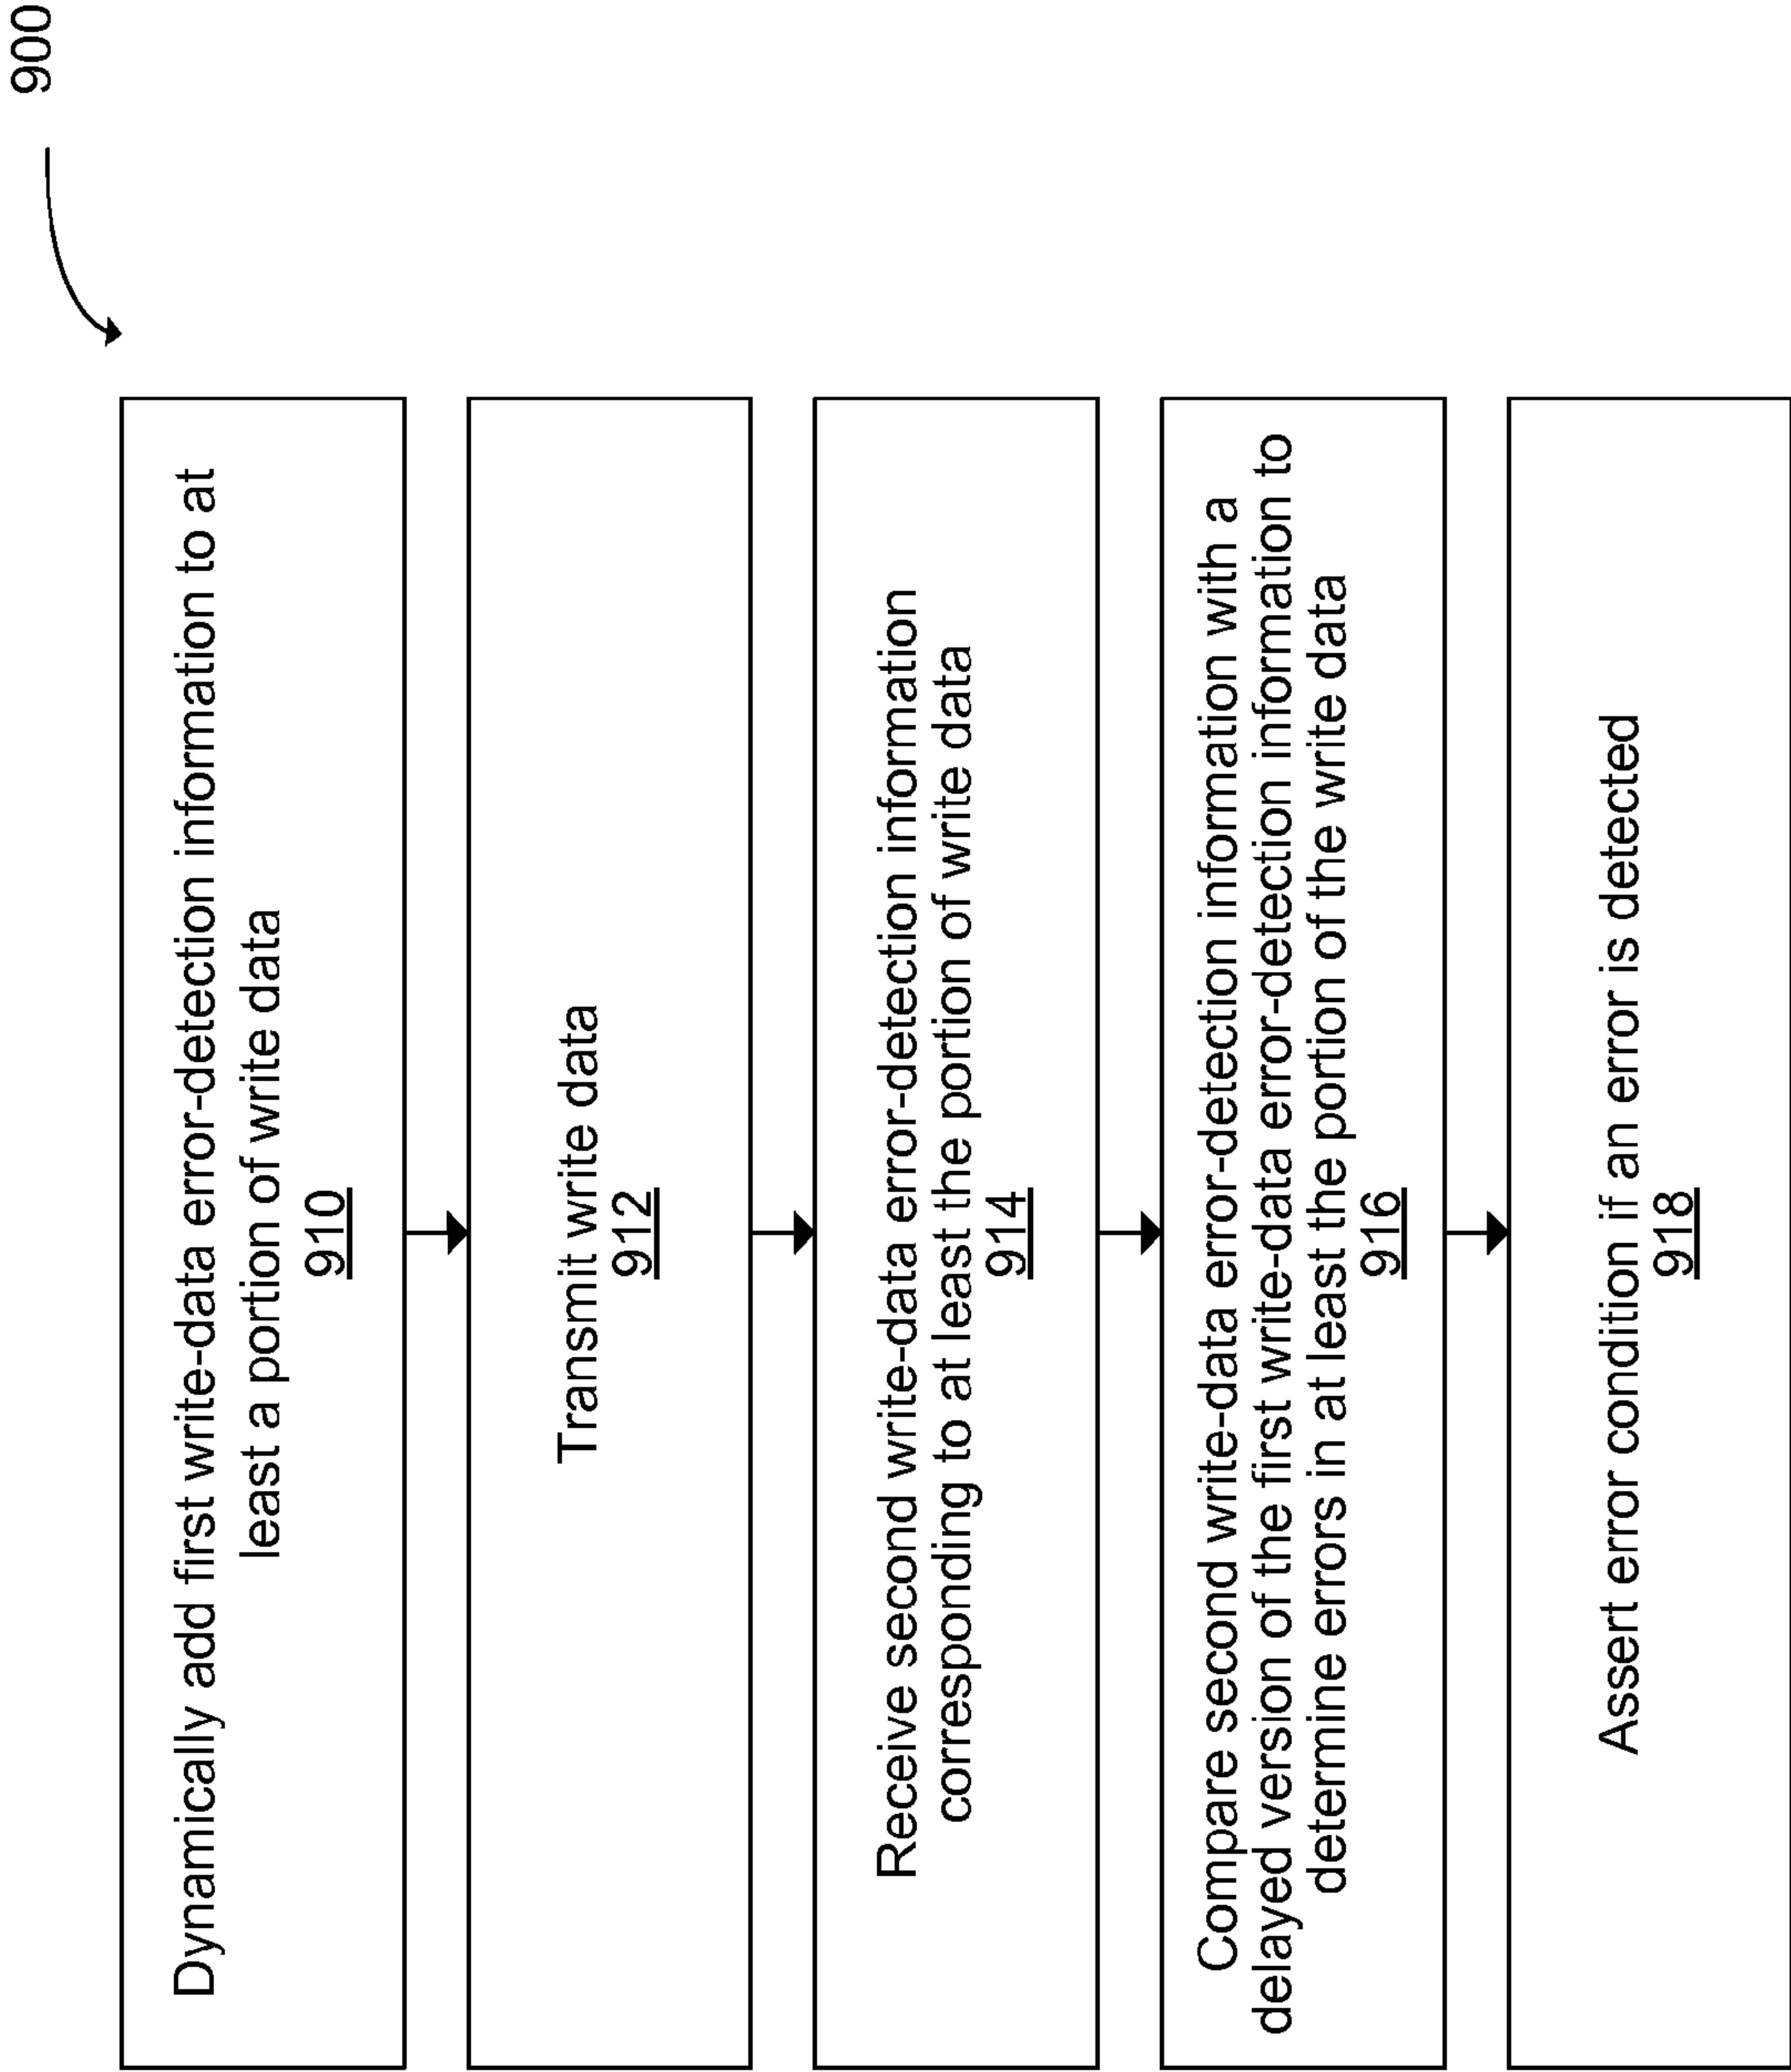 900
Dynamically add first write-data error-detection information to at
least a portion of write data
910
Transmit write data
912
Receive second write-data error-detection information
corresponding to at least the portion of write data
914
Compare second write-data error-detection information with a
delayed version of the first write-data error-detection information to
determine errors in at least the portion of the write data
916
Assert error condition if an error is detected
918